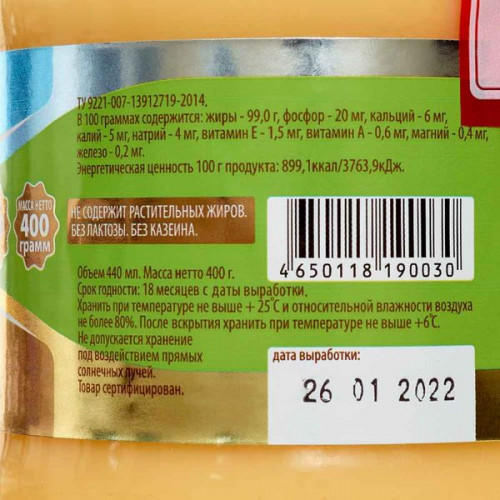 ТУ 9221-007-13912719-2014.
В 100 граммах содержится: жиры - 99,0 г, фосфор - 20 мг, кальций - 6 мг,
калий - 5 мг, натрий - 4 мг, витамин Е - 1,5 мг, витамин А - 0,6 мг, магний - 0,4 мг,
железо - 0,2 мг.
Энергетическая ценность 100 г продукта: 899,1ккал/3763,9кДж.
МАССА НЕТТО
400
ГРАММ
НЕ СОДЕРЖИТ РАСТИТЕЛЬНЫХ ЖИРОВ.
БЕЗ ЛАКТОЗЫ. БЕЗ КАЗЕИНА.
4 650118 190030
Объем 440 мл. Масса нетто 400 г.
Срок годности: 18 месяцев с даты выработки.
Хранить при температуре не выше + 25°С и относительной влажности воздуха
не более 80%. После вскрытия хранить при температуре не выше +6°С.
Не допускается хранение
под воздействием прямых
солнечных лучей.
Товар сертифицирован.
дата выработки:
26 01 2022